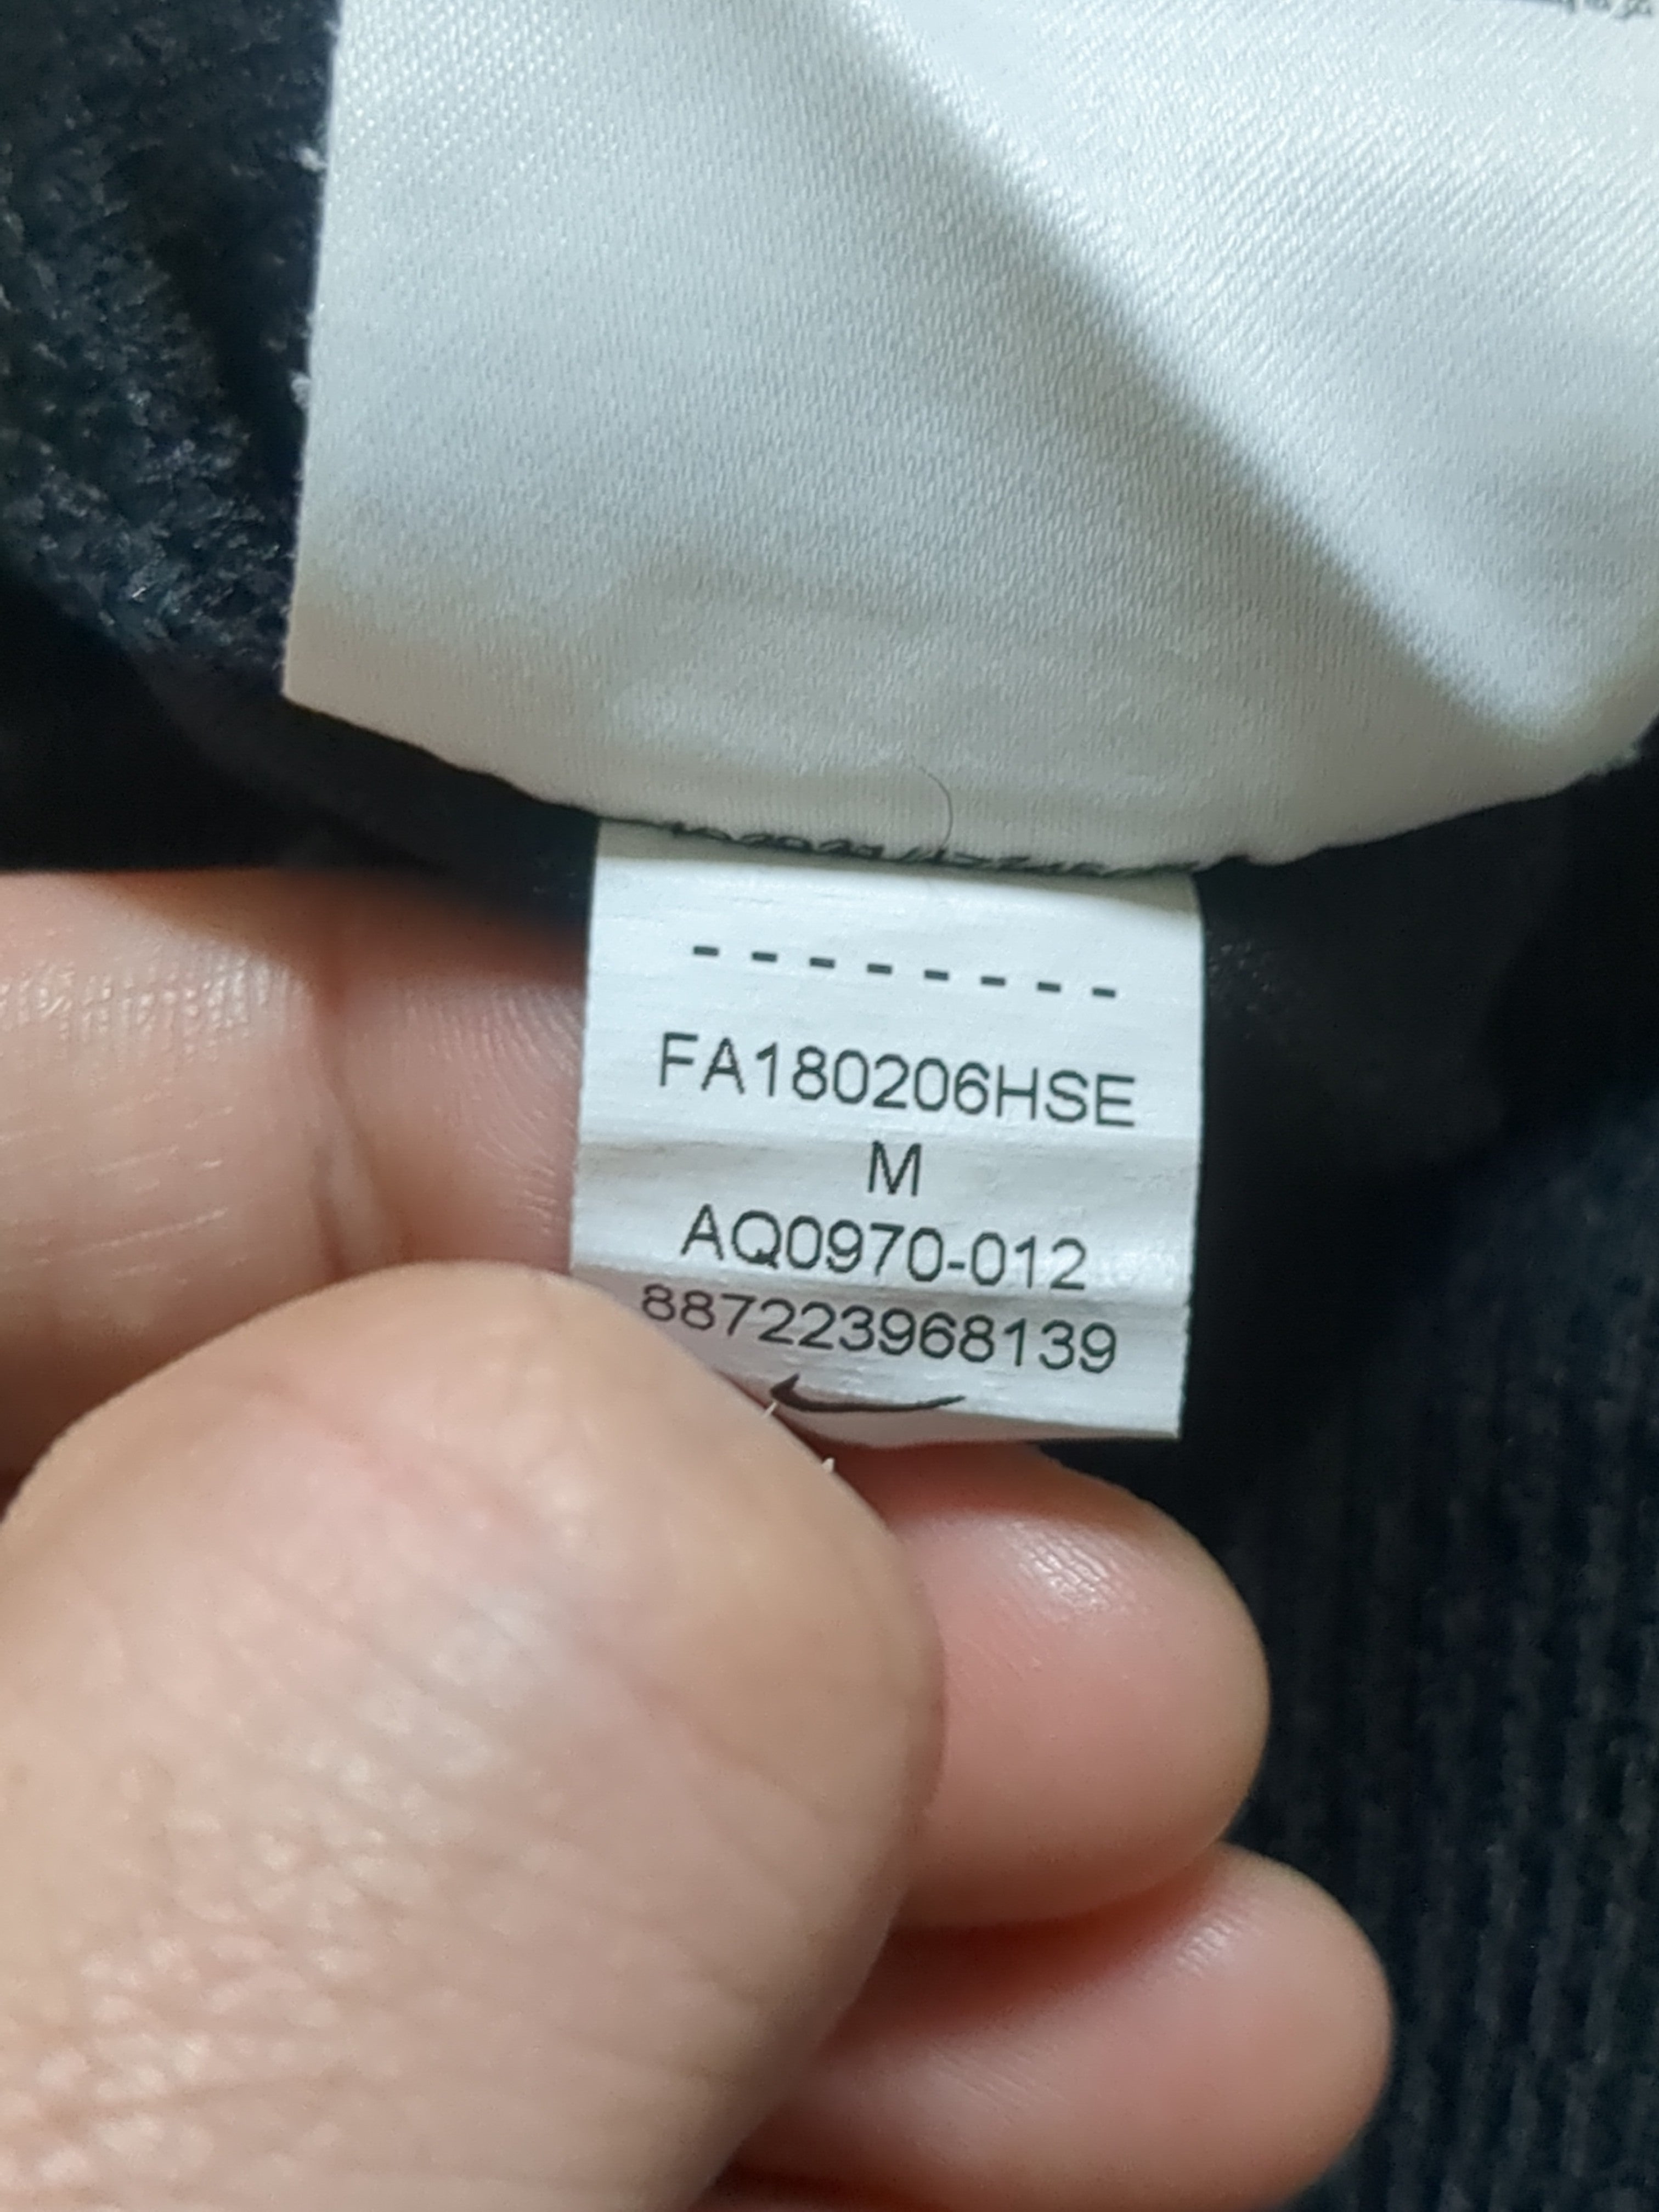 - - - - - - - -
FA180206HSE
M
AQ0970-012
887223968139